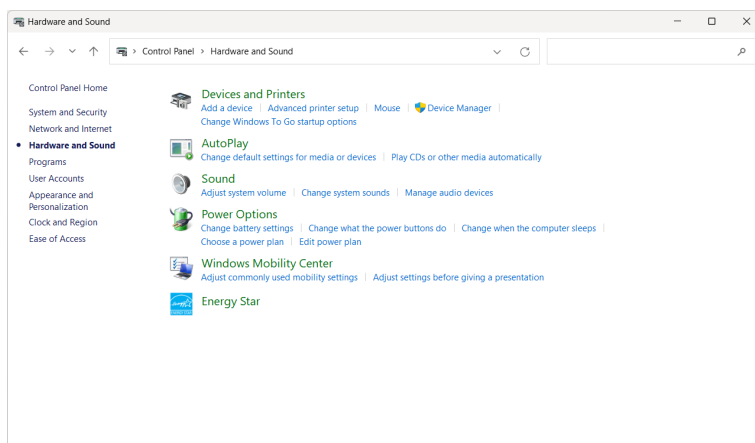 Hardware and Sound
Control Panel > Hardware and Sound
Control Panel Home
System and Security
Network and Internet
Hardware and Sound
Programs
User Accounts
Appearance and
Personalization
Clock and Region
Ease of Access
Devices and Printers
Add a device | Advanced printer setup | Mouse | Device Manager |
Change Windows To Go startup options
AutoPlay
Change default settings for media or devices | Play CDs or other media automatically
Sound
Adjust system volume | Change system sounds | Manage audio devices
Power Options
Change battery settings | Change what the power buttons do | Change when the computer sleeps |
Choose a power plan | Edit power plan
Windows Mobility Center
Adjust commonly used mobility settings | Adjust settings before giving a presentation
Energy Star